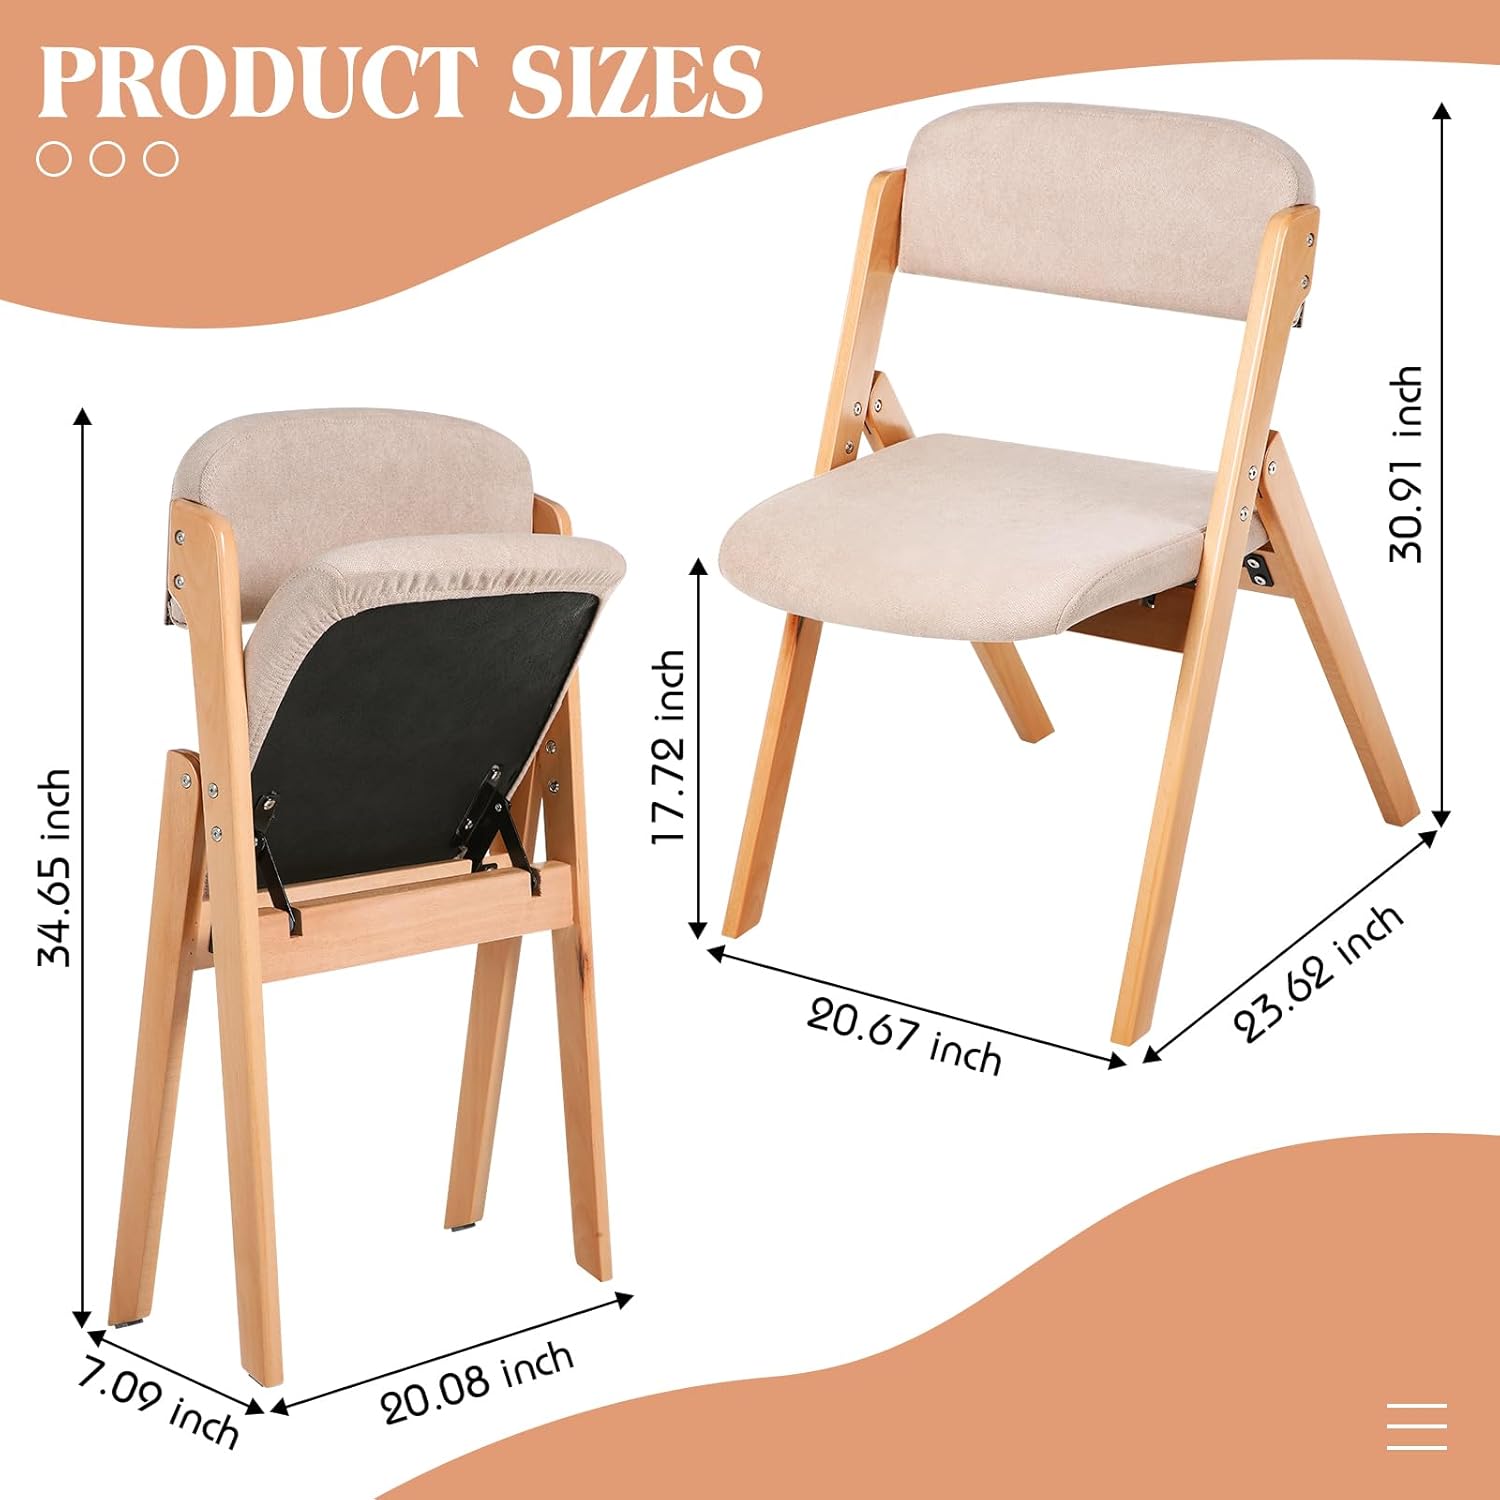 PRODUCT SIZES
30.91 inch
17.72 inch
34.65 inch
20.67 inch
23.62 inch
7.09 inch
20.08 inch